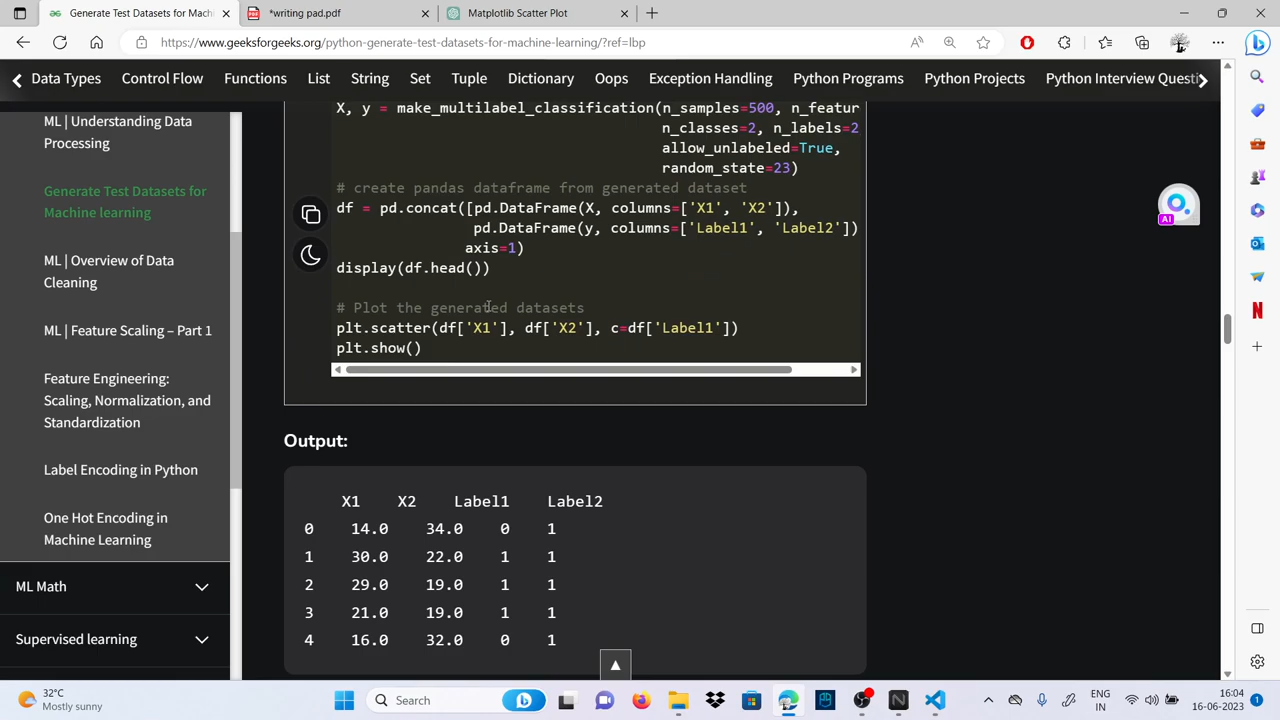 Generate Test Datasets for Machi
*writing pad.pdf
Matplotlib Scatter Plot
https://www.geeksforgeeks.org/python-generate-test-datasets-for-machine-learning/?ref=lbp
Data Types
Control Flow
Functions
List
String
Set
Tuple
Dictionary
Oops
Exception Handling
Python Programs
Python Projects
Python Interview Questi
ML | Understanding Data
Processing
Generate Test Datasets for
Machine learning
ML | Overview of Data
Cleaning
ML | Feature Scaling – Part 1
Feature Engineering:
Scaling, Normalization, and
Standardization
Label Encoding in Python
One Hot Encoding in
Machine Learning
ML Math
Supervised learning
X, y = make_multilabel_classification(n_samples=500, n_featur
n_classes=2, n_labels=2
allow_unlabeled=True,
random_state=23)
# create pandas dataframe from generated dataset
df = pd.concat([pd.DataFrame(X, columns=['X1', 'X2']),
pd.DataFrame(y, columns=['Label1', 'Label2'])
axis=1)
display(df.head())
# Plot the generated datasets
plt.scatter(df['X1'], df['X2'], c=df['Label1'])
plt.show()
Output:
X1 X2 Label1 Label2
0 14.0 34.0 0 1
1 30.0 22.0 1 1
2 29.0 19.0 1 1
3 21.0 19.0 1 1
4 16.0 32.0 0 1
AI
32°C
Mostly sunny
Search
ENG
IN
16:04
16-06-2023
1